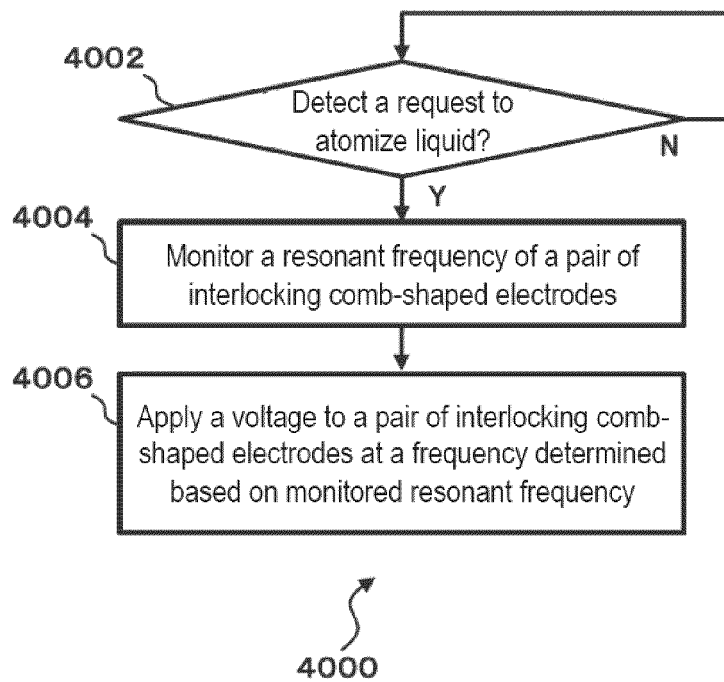 4002
Detect a request to
atomize liquid?
N
Y
4004
Monitor a resonant frequency of a pair of
interlocking comb-shaped electrodes
4006
Apply a voltage to a pair of interlocking comb-
shaped electrodes at a frequency determined
based on monitored resonant frequency
4000